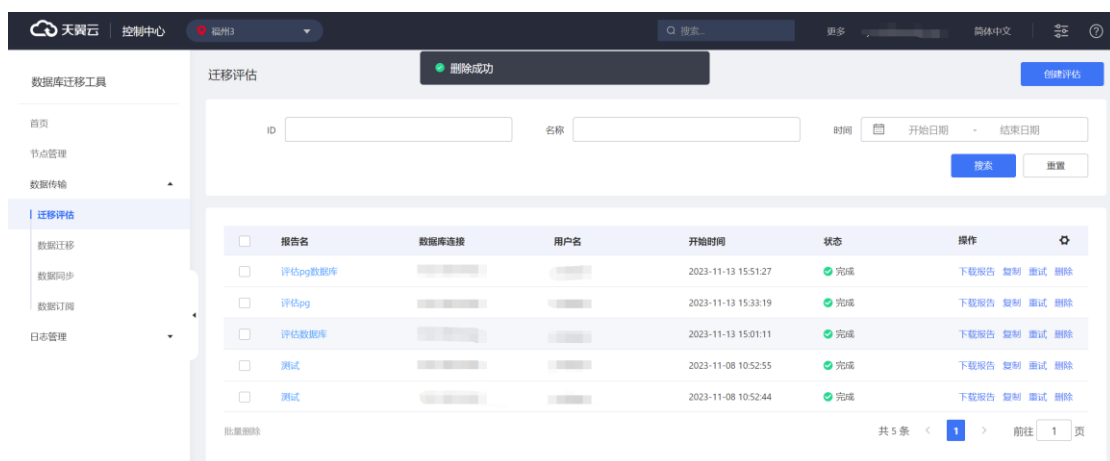 天翼云 控制中心 福州3 搜索... 更多 简体中文
删除成功
数据库迁移工具
首页
节点管理
数据传输
迁移评估
数据迁移
数据同步
数据订阅
日志管理
迁移评估 创建评估
ID 名称 时间 开始日期 - 结束日期
搜索 重置
报告名 数据库连接 用户名 开始时间 状态 操作
评估pg数据库 2023-11-13 15:51:27 完成 下载报告 复制 重试 删除
评估pg 2023-11-13 15:33:19 完成 下载报告 复制 重试 删除
评估数据库 2023-11-13 15:01:11 完成 下载报告 复制 重试 删除
测试 2023-11-08 10:52:55 完成 下载报告 复制 重试 删除
测试 2023-11-08 10:52:44 完成 下载报告 复制 重试 删除
批量删除 共 5 条 < 1 > 前往 1 页